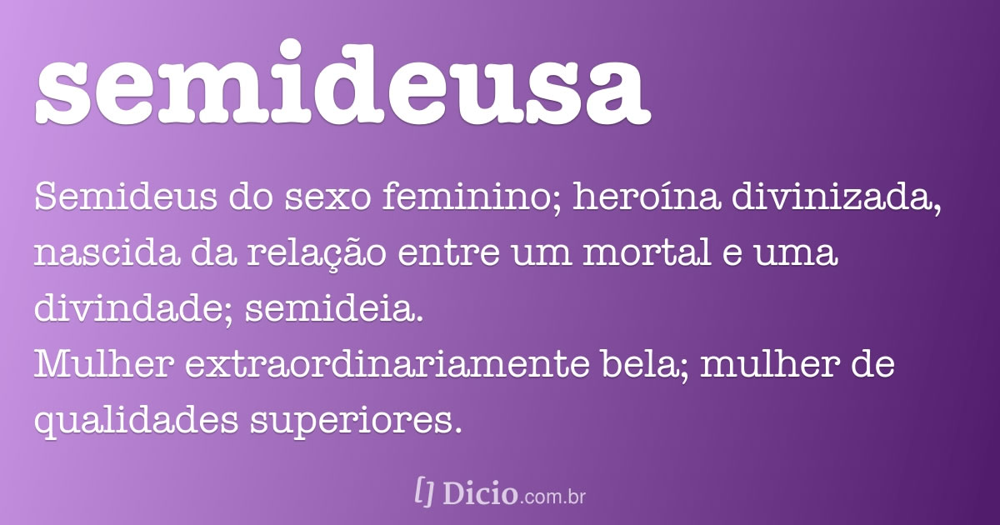 semideusa
Semideus do sexo feminino; heroína divinizada,
nascida da relação entre um mortal e uma
divindade; semideia.
Mulher extraordinariamente bela; mulher de
qualidades superiores.
[] Dicio.com.br